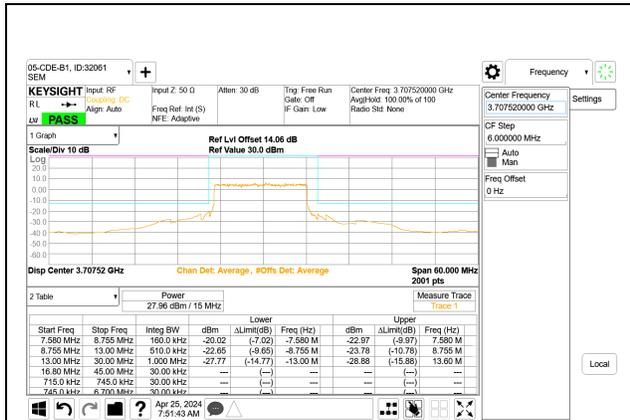 05-CDE-B1, ID:32061
SEM
+
Frequency
KEYSIGHT
Input: RF
Input Z: 50 Ω
Atten: 30 dB
Trig: Free Run
Center Freq: 3.707520000 GHz
R L
Coupling: DC
Gate: Off
Avg|Hold: 100.00% of 100
Align: Auto
Freq Ref: Int (S)
IF Gain: Low
Radio Std: None
LXI
PASS
NFE: Adaptive
Center Frequency
3.707520000 GHz
Settings
CF Step
6.000000 MHz
Auto
Man
Freq Offset
0 Hz
1 Graph
Ref Lvl Offset 14.06 dB
Scale/Div 10 dB
Ref Value 30.0 dBm
Log
20.0
10.0
0.00
-10.0
-20.0
-30.0
-40.0
-50.0
-60.0
Disp Center 3.70752 GHz
Chan Det: Average, #Offs Det: Average
Span 60.000 MHz
2001 pts
2 Table
Power
27.96 dBm / 15 MHz
Measure Trace
Trace 1
Lower Upper
Start Freq Stop Freq Integ BW dBm ΔLimit(dB) Freq (Hz) dBm ΔLimit(dB) Freq (Hz)
7.580 MHz 8.755 MHz 160.0 kHz -20.02 (-7.02) -7.580 M -22.97 (-9.97) 7.580 M
8.755 MHz 13.00 MHz 510.0 kHz -22.65 (-9.65) -8.755 M -23.78 (-10.78) 8.755 M
13.00 MHz 30.00 MHz 1.000 MHz -27.77 (-14.77) -13.00 M -28.88 (-15.88) 13.60 M
16.80 MHz 45.00 MHz 30.00 kHz --- (---) --- (---)
715.0 kHz 745.0 kHz 30.00 kHz --- (---) --- (---)
745.0 kHz 6.700 MHz 30.00 kHz --- (---) --- (---)
Local
?
Apr 25, 2024
7:51:43 AM